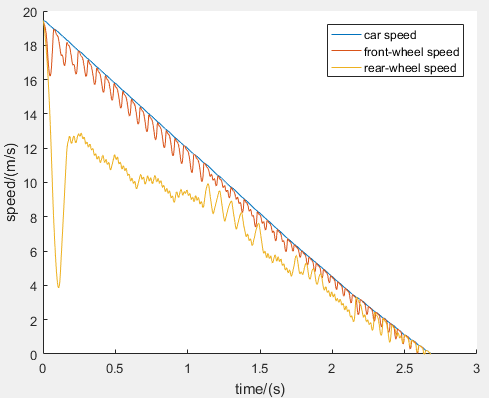 20
18
16
14
12
10
8
6
4
2
0
speed/(m/s)
car speed
front-wheel speed
rear-wheel speed
0 0.5 1 1.5 2 2.5 3
time/(s)